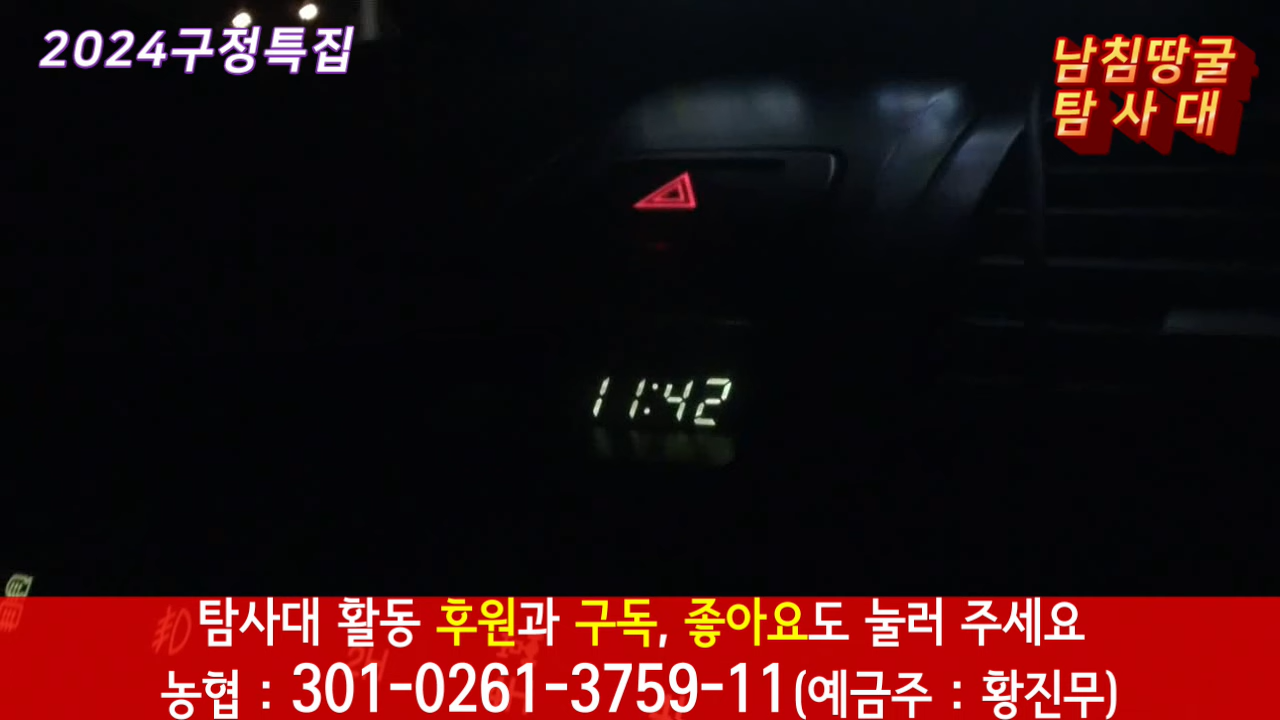 2024구정특집
남침땅굴
탐사대
11:42
탐사대 활동 후원과 구독, 좋아요도 눌러 주세요
농협 : 301-0261-3759-11(예금주 : 황진무)